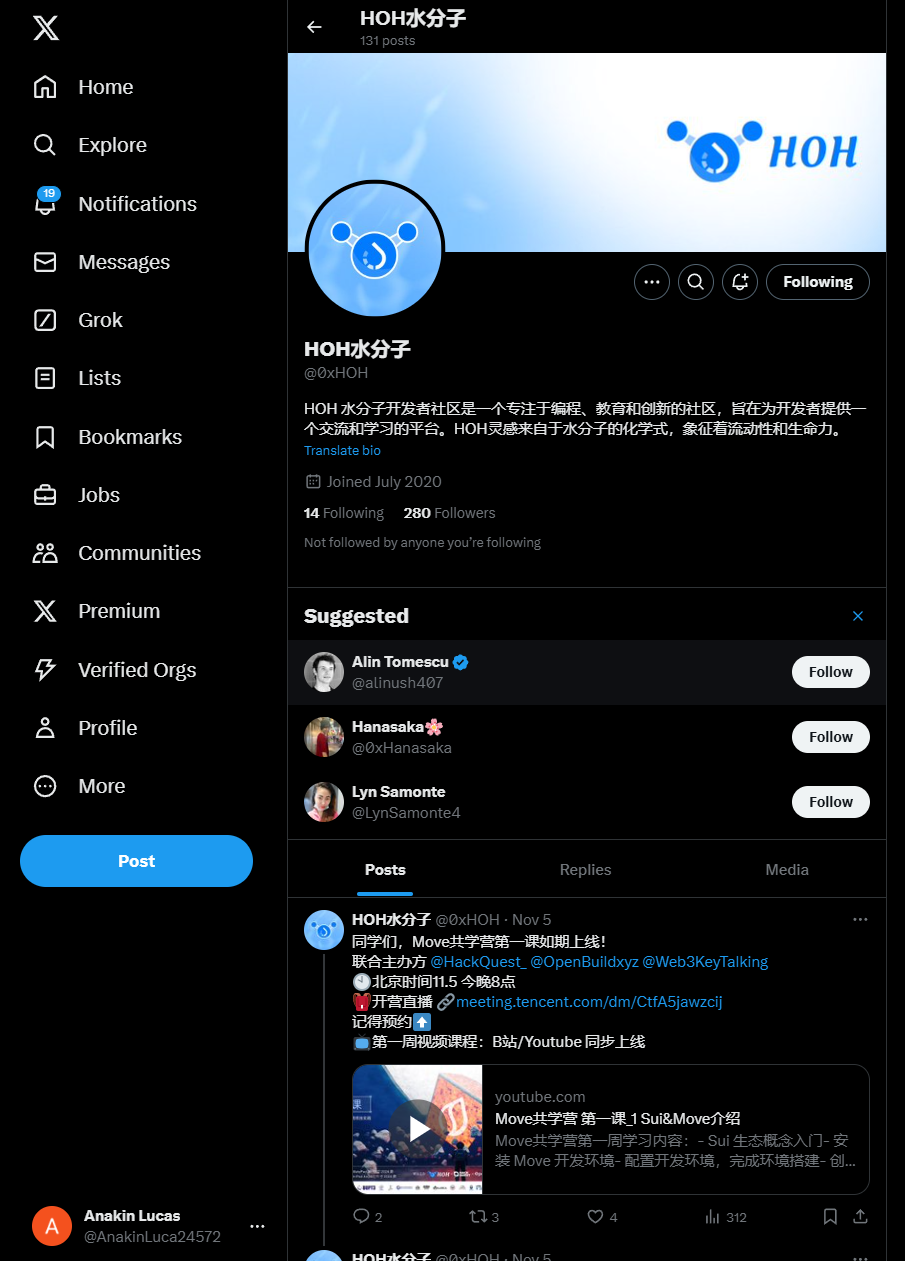 HOH水分子
131 posts
Home
Explore
19
Notifications
Messages
Grok
Lists
Bookmarks
Jobs
Communities
Premium
Verified Orgs
Profile
More
Post
A
Anakin Lucas
@AnakinLuca24572
HOH
Following
HOH水分子
@0xHOH
HOH 水分子开发者社区是一个专注于编程、教育和创新的社区，旨在为开发者提供一
个交流和学习的平台。HOH灵感来自于水分子的化学式，象征着流动性和生命力。
Translate bio
Joined July 2020
14 Following 280 Followers
Not followed by anyone you're following
Suggested
Alin Tomescu
@alinush407
Follow
Hanasaka🌸
@0xHanasaka
Follow
Lyn Samonte
@LynSamonte4
Follow
Posts Replies Media
HOH水分子 @0xHOH · Nov 5
同学们，Move共学营第一课如期上线！
联合主办方 @HackQuest_ @OpenBuildxyz @Web3KeyTalking
🕙北京时间11.5 今晚8点
🎒开营直播 🔗meeting.tencent.com/dm/CtfA5jawzcij
记得预约⬆️
📺第一周视频课程：B站/Youtube 同步上线
youtube.com
Move共学营 第一课_1 Sui&Move介绍
Move共学营第一周学习内容：- Sui 生态概念入门- 安
装 Move 开发环境- 配置开发环境，完成环境搭建- 创...
2 3 4 312
HOH水分子 @0xHOH · Nov 5